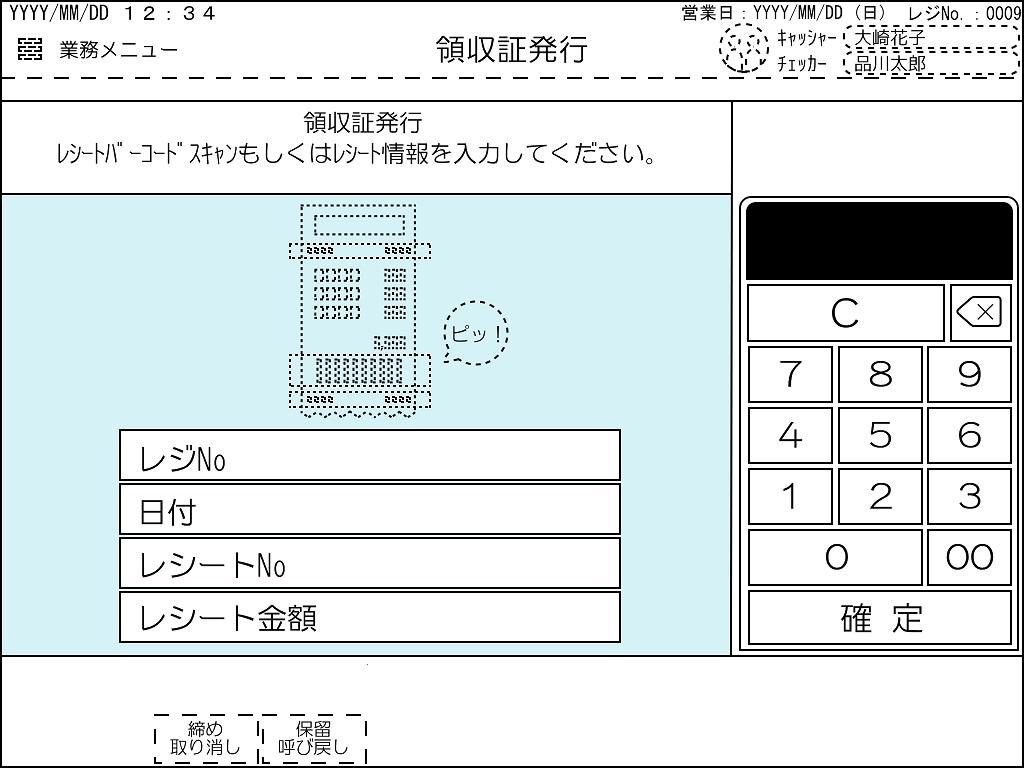 YYYY/MM/DD １２：３４
営業日：YYYY/MM/DD （日） レジNo.：0009
業務メニュー
領収証発行
ｷｬｯｼｬｰ 大崎花子
ﾁｪｯｶｰ 品川太郎
領収証発行
ﾚｼｰﾄﾊﾞｰｺｰﾄﾞｽｷｬﾝもしくはﾚｼｰﾄ情報を入力してください。
ピッ！
レジNo
日付
レシートNo
レシート金額
C
7 8 9
4 5 6
1 2 3
0 00
確 定
締め
取り消し
保留
呼び戻し